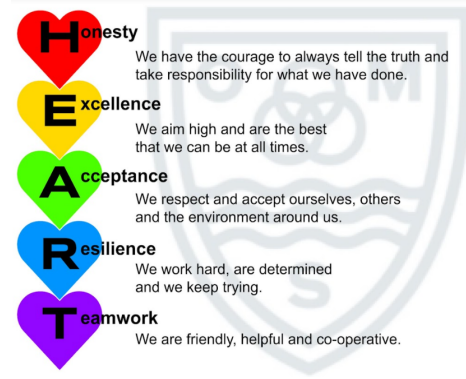 Honesty
We have the courage to always tell the truth and
take responsibility for what we have done.
Excellence
We aim high and are the best
that we can be at all times.
Acceptance
We respect and accept ourselves, others
and the environment around us.
Resilience
We work hard, are determined
and we keep trying.
Teamwork
We are friendly, helpful and co-operative.
O M
S